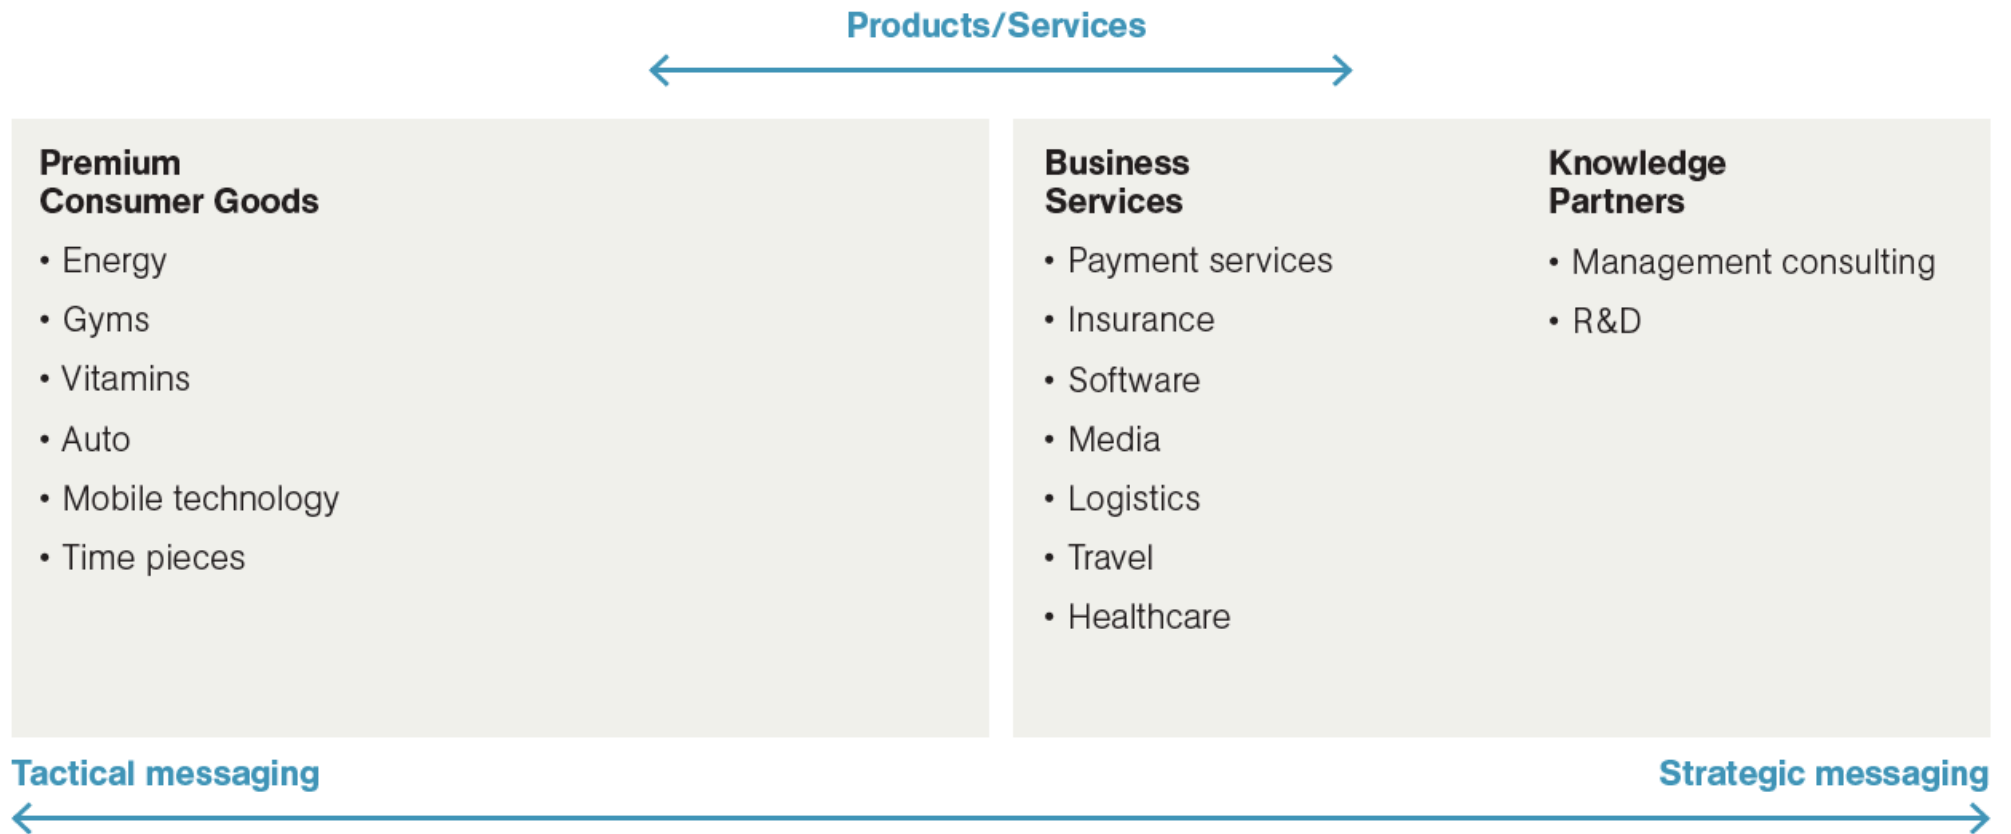 Products/Services
Premium
Consumer Goods
• Energy
• Gyms
• Vitamins
• Auto
• Mobile technology
• Time pieces
Business
Services
• Payment services
• Insurance
• Software
• Media
• Logistics
• Travel
• Healthcare
Knowledge
Partners
• Management consulting
• R&D
Tactical messaging
Strategic messaging